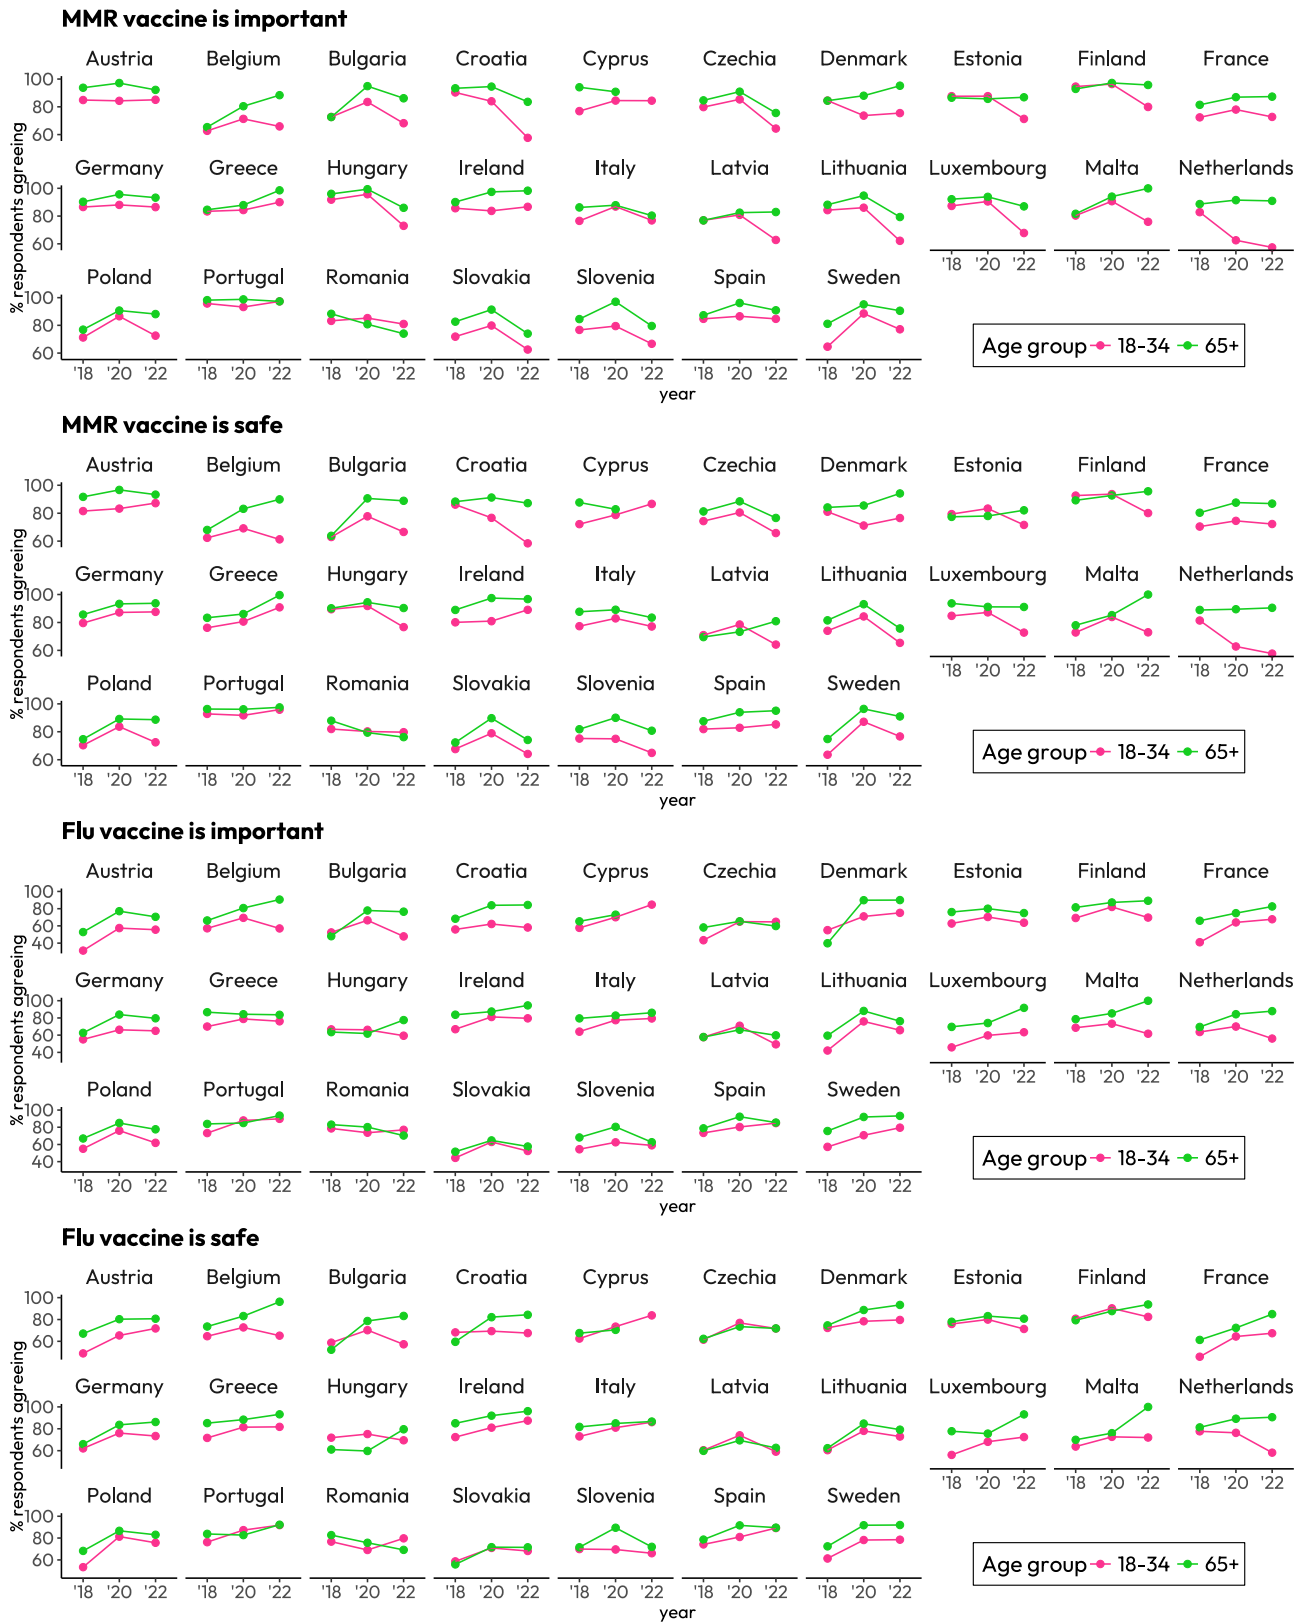 MMR vaccine is important
Austria Belgium Bulgaria Croatia Cyprus Czechia Denmark Estonia Finland France
100
80
60
Germany Greece Hungary Ireland Italy Latvia Lithuania Luxembourg Malta Netherlands
100
80
60
'18 '20 '22 '18 '20 '22 '18 '20 '22
Poland Portugal Romania Slovakia Slovenia Spain Sweden
100
80
60
'18 '20 '22 '18 '20 '22 '18 '20 '22 '18 '20 '22 '18 '20 '22 '18 '20 '22 '18 '20 '22
% respondents agreeing
year
Age group 18-34 65+
MMR vaccine is safe
Austria Belgium Bulgaria Croatia Cyprus Czechia Denmark Estonia Finland France
100
80
60
Germany Greece Hungary Ireland Italy Latvia Lithuania Luxembourg Malta Netherlands
100
80
60
'18 '20 '22 '18 '20 '22 '18 '20 '22
Poland Portugal Romania Slovakia Slovenia Spain Sweden
100
80
60
'18 '20 '22 '18 '20 '22 '18 '20 '22 '18 '20 '22 '18 '20 '22 '18 '20 '22 '18 '20 '22
% respondents agreeing
year
Age group 18-34 65+
Flu vaccine is important
Austria Belgium Bulgaria Croatia Cyprus Czechia Denmark Estonia Finland France
100
80
60
40
Germany Greece Hungary Ireland Italy Latvia Lithuania Luxembourg Malta Netherlands
100
80
60
40
'18 '20 '22 '18 '20 '22 '18 '20 '22
Poland Portugal Romania Slovakia Slovenia Spain Sweden
100
80
60
40
'18 '20 '22 '18 '20 '22 '18 '20 '22 '18 '20 '22 '18 '20 '22 '18 '20 '22 '18 '20 '22
% respondents agreeing
year
Age group 18-34 65+
Flu vaccine is safe
Austria Belgium Bulgaria Croatia Cyprus Czechia Denmark Estonia Finland France
100
80
60
Germany Greece Hungary Ireland Italy Latvia Lithuania Luxembourg Malta Netherlands
100
80
60
'18 '20 '22 '18 '20 '22 '18 '20 '22
Poland Portugal Romania Slovakia Slovenia Spain Sweden
100
80
60
'18 '20 '22 '18 '20 '22 '18 '20 '22 '18 '20 '22 '18 '20 '22 '18 '20 '22 '18 '20 '22
% respondents agreeing
year
Age group 18-34 65+